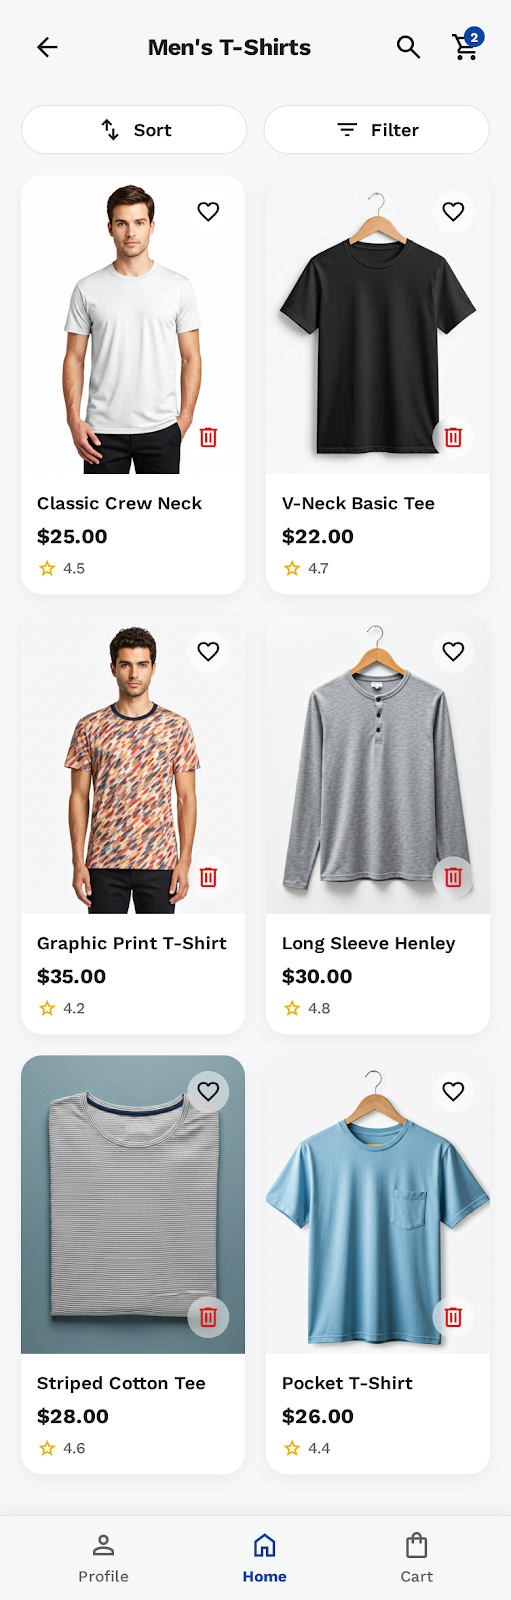 Men's T-Shirts
2
Sort
Filter
Classic Crew Neck
$25.00
4.5
V-Neck Basic Tee
$22.00
4.7
Graphic Print T-Shirt
$35.00
4.2
Long Sleeve Henley
$30.00
4.8
Striped Cotton Tee
$28.00
4.6
Pocket T-Shirt
$26.00
4.4
Profile
Home
Cart